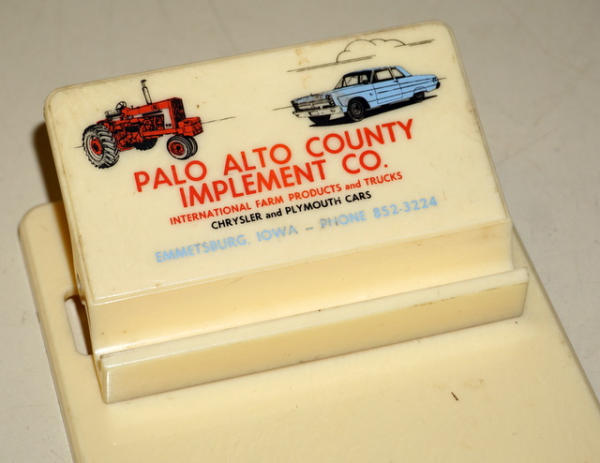 PALO ALTO COUNTY
IMPLEMENT CO.
INTERNATIONAL FARM PRODUCTS and TRUCKS
CHRYSLER and PLYMOUTH CARS
EMMETSBURG, IOWA – PHONE 852-3224